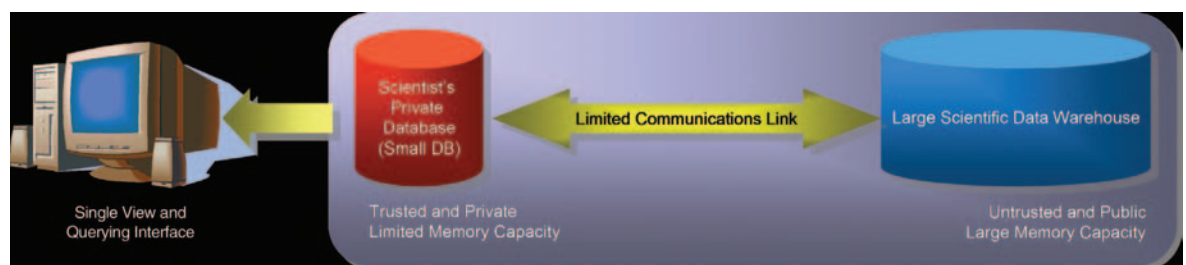 Single View and
Querying Interface
Scientist's
Private
Database
(Small DB)
Trusted and Private
Limited Memory Capacity
Limited Communications Link
Large Scientific Data Warehouse
Untrusted and Public
Large Memory Capacity